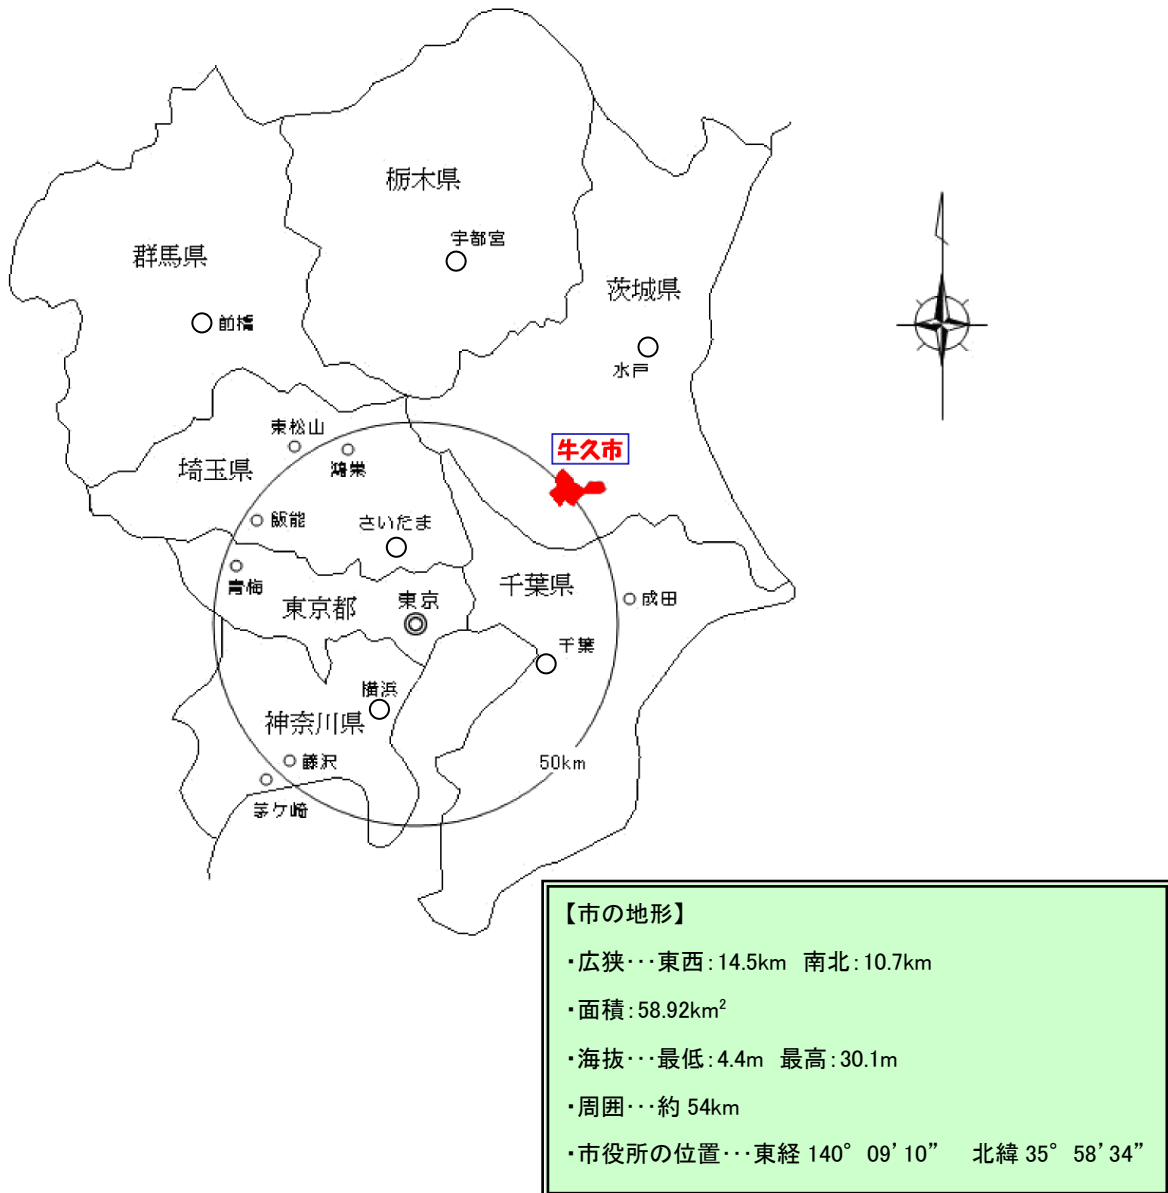 栃木県
宇都宮
群馬県
茨城県
前橋
水戸
東松山
牛久市
埼玉県
鴻巣
飯能
さいたま
青梅
千葉県
東京都
東京
成田
千葉
横浜
神奈川県
藤沢
50km
茅ケ崎
【市の地形】
・広狭…東西：14.5km 南北：10.7km
・面積：58.92km²
・海抜…最低：4.4m 最高：30.1m
・周囲…約 54km
・市役所の位置…東経 140° 09’10” 北緯 35° 58’34”